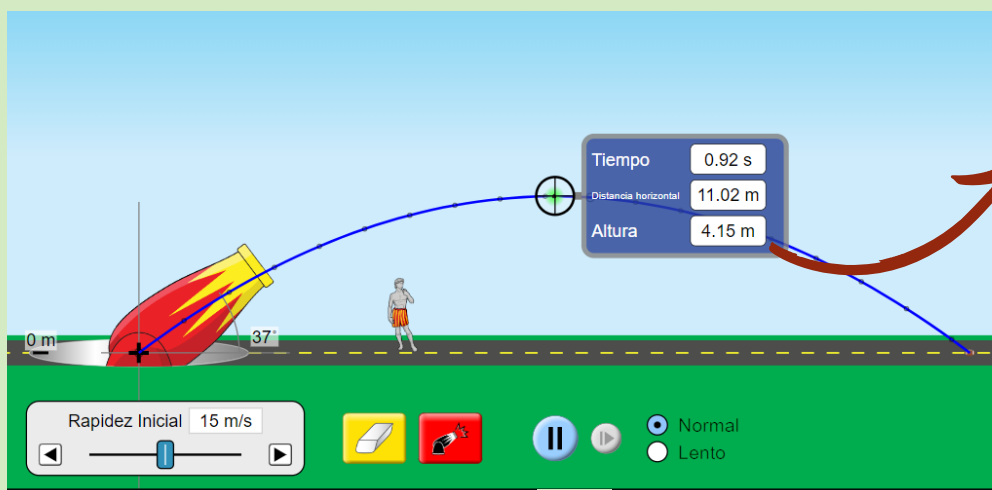 Tiempo 0.92 s
Distancia horizontal 11.02 m
Altura 4.15 m
37°
0 m
Rapidez Inicial 15 m/s
Normal
Lento